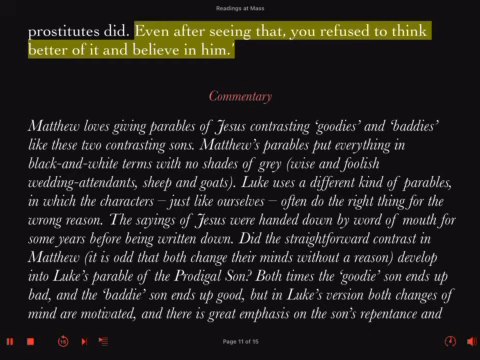 Readings at Mass
prostitutes did. Even after seeing that, you refused to think
better of it and believe in him.’
Commentary
Matthew loves giving parables of Jesus contrasting ‘goodies’ and ‘baddies’
like these two contrasting sons. Matthew’s parables put everything in
black-and-white terms with no shades of grey (wise and foolish
wedding-attendants, sheep and goats). Luke uses a different kind of parables,
in which the characters – just like ourselves – often do the right thing for the
wrong reason. The sayings of Jesus were handed down by word of mouth for
some years before being written down. Did the straightforward contrast in
Matthew (it is odd that both change their minds without a reason) develop
into Luke’s parable of the Prodigal Son? Both times the ‘goodie’ son ends up
bad, and the ‘baddie’ son ends up good, but in Luke’s version both changes of
mind are motivated, and there is great emphasis on the son’s repentance and
Page 11 of 15